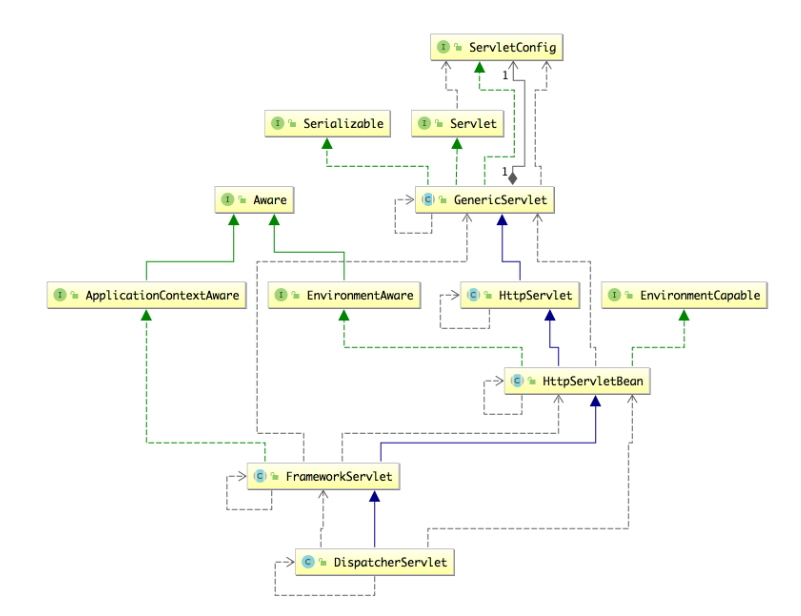 I ServletConfig
1
I Serializable
I Servlet
1
I Aware
C GenericServlet
I ApplicationContextAware
I EnvironmentAware
C HttpServlet
I EnvironmentCapable
C HttpServletBean
C FrameworkServlet
C DispatcherServlet